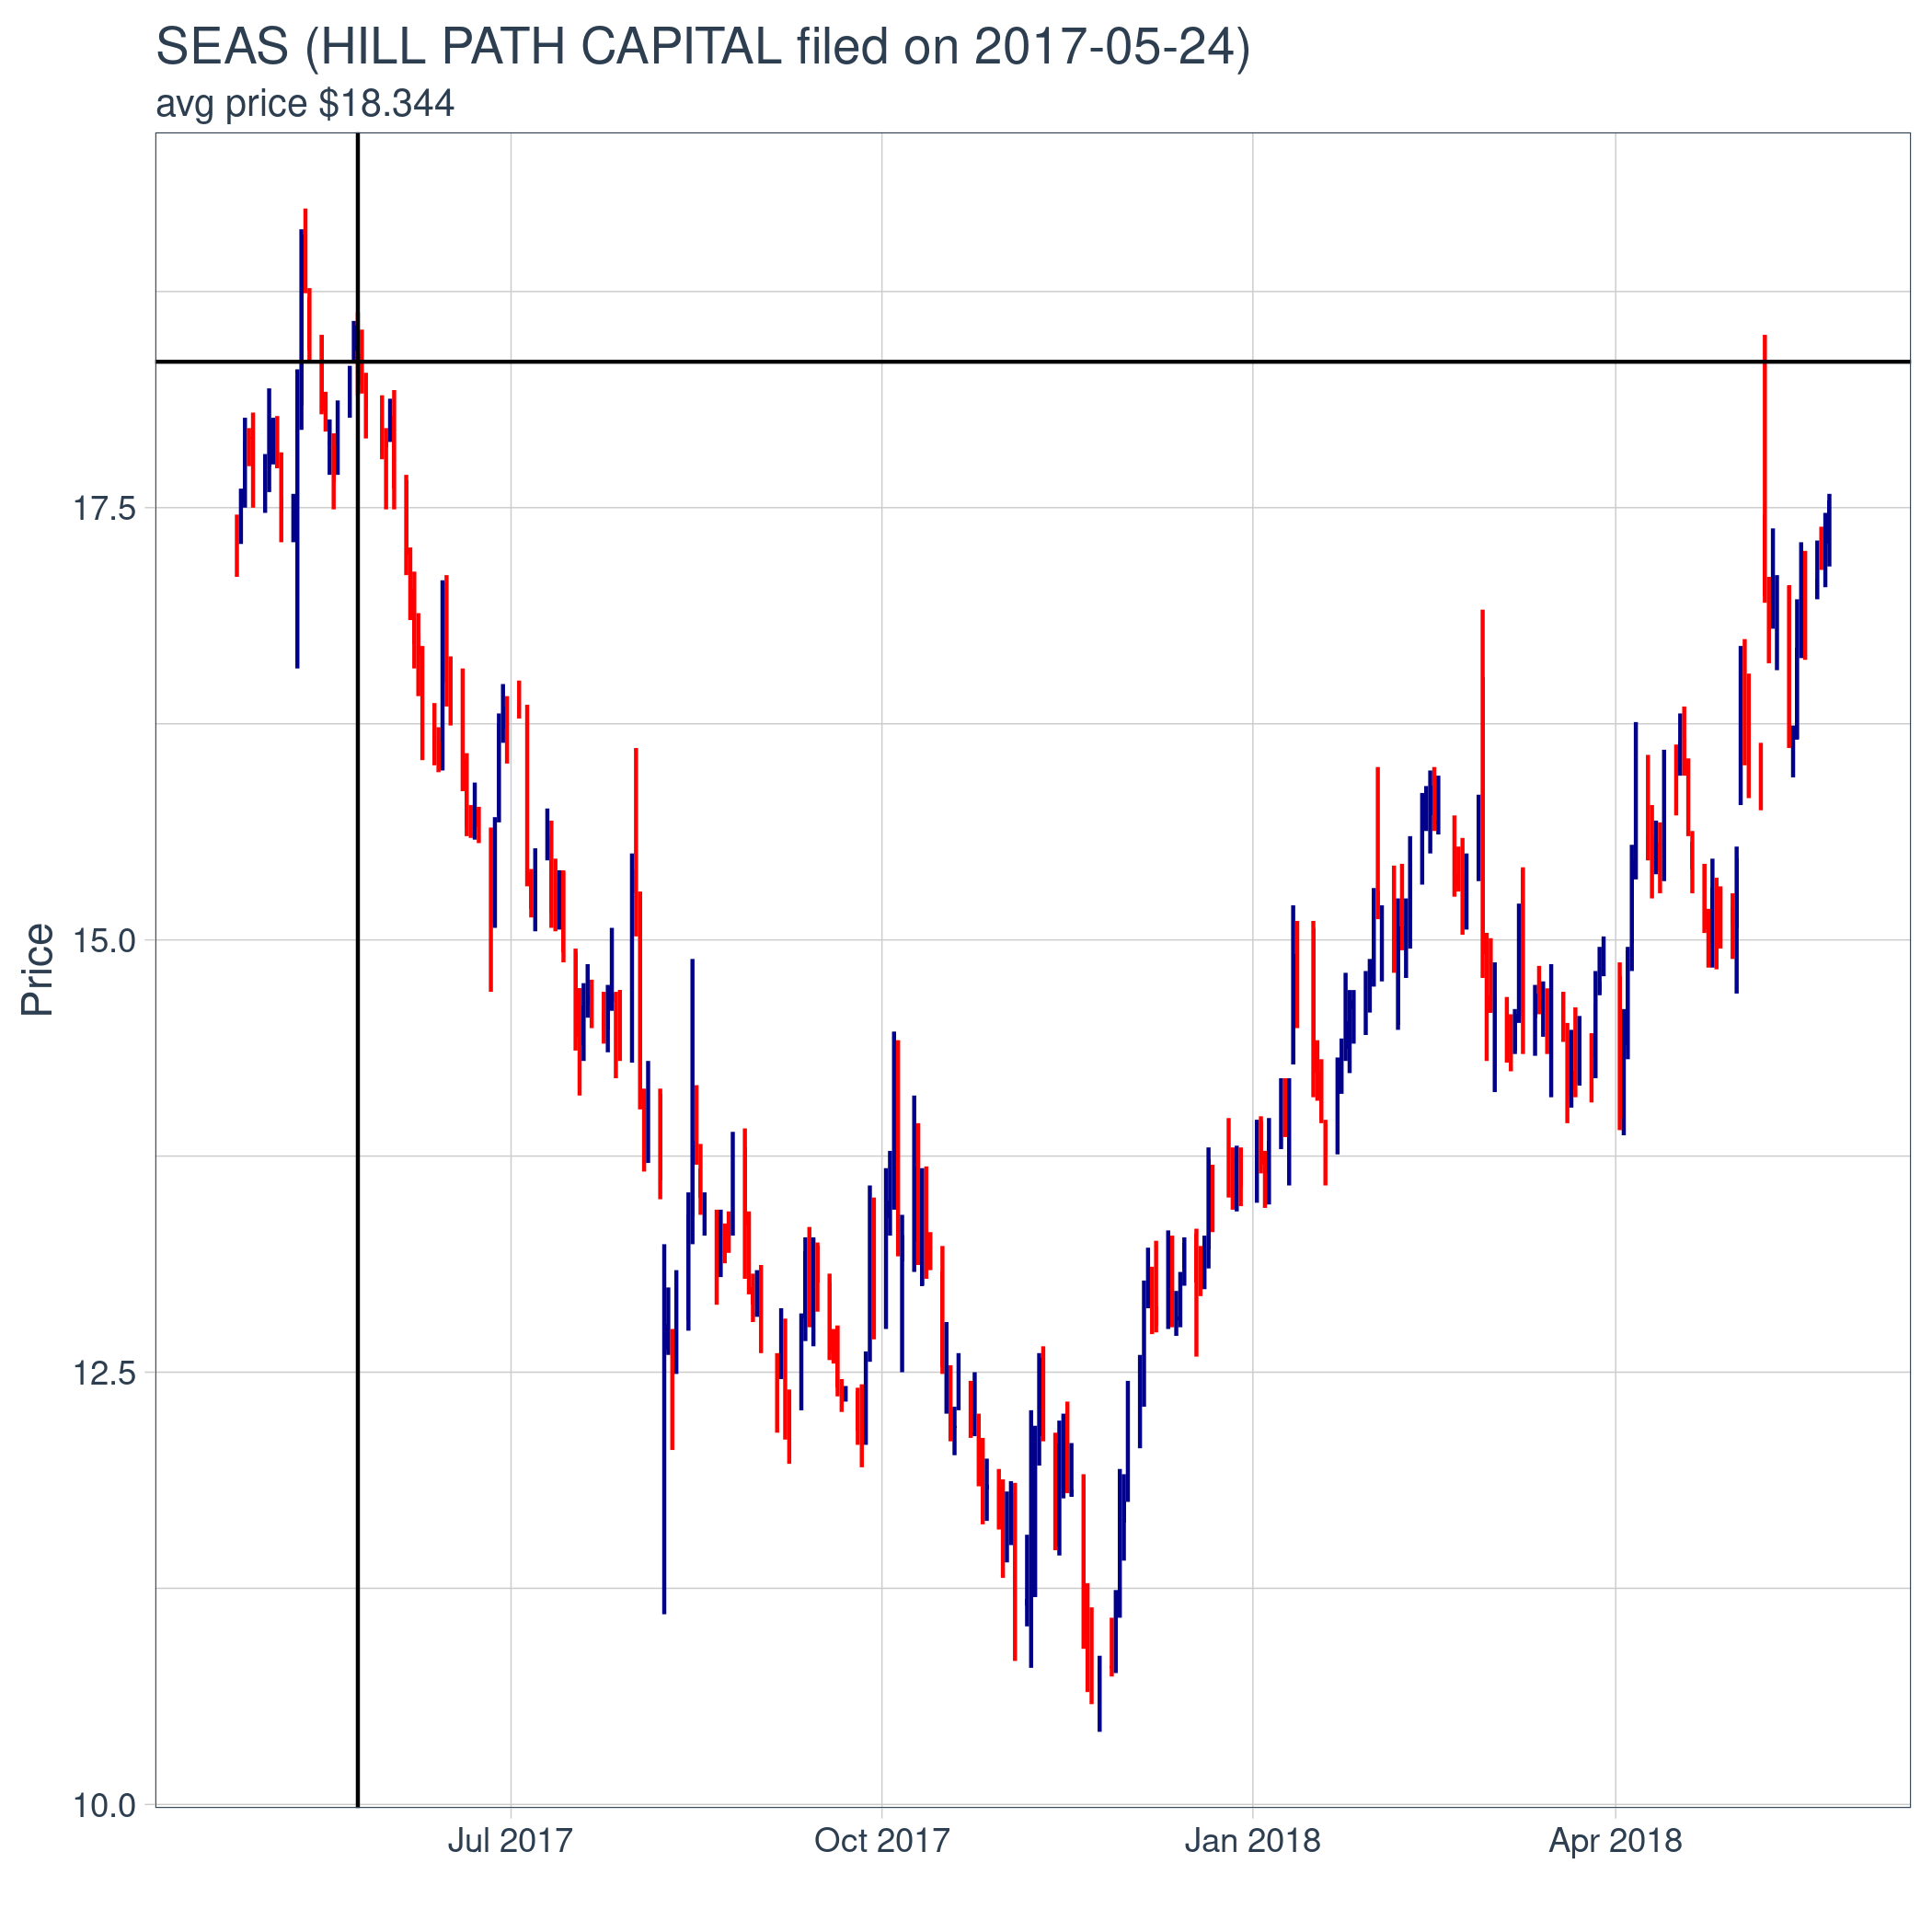 SEAS (HILL PATH CAPITAL filed on 2017-05-24)
avg price $18.344
Price
17.5
15.0
12.5
10.0
Jul 2017
Oct 2017
Jan 2018
Apr 2018